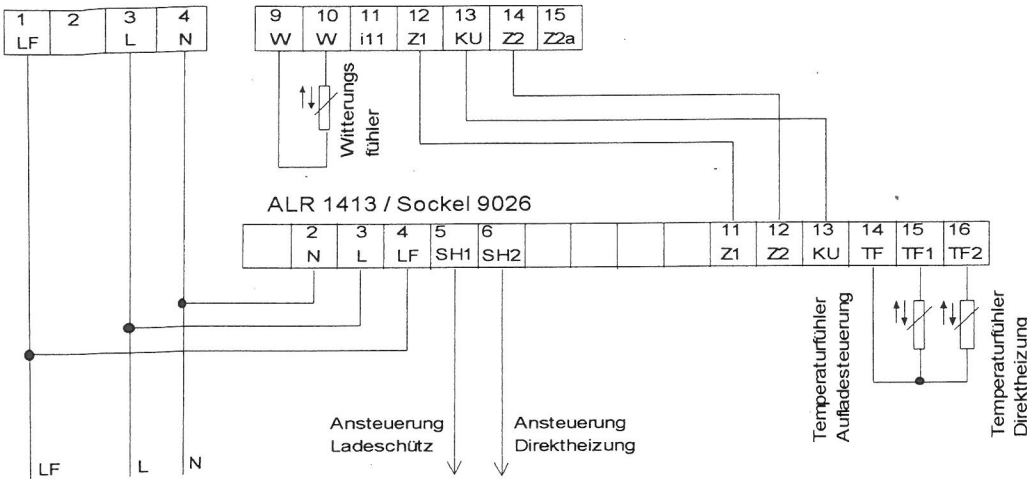 1 2 3 4
LF L N
9 10 11 12 13 14 15
W W i11 Z1 KU Z2 Z2a
Witterungs
fühler
ALR 1413 / Sockel 9026
2 3 4 5 6 11 12 13 14 15 16
N L LF SH1 SH2 Z1 Z2 KU TF TF1 TF2
Temperaturfühler
Aufladesteuerung
Temperaturfühler
Direktheizung
Ansteuerung
Ladeschütz
Ansteuerung
Direktheizung
LF L N